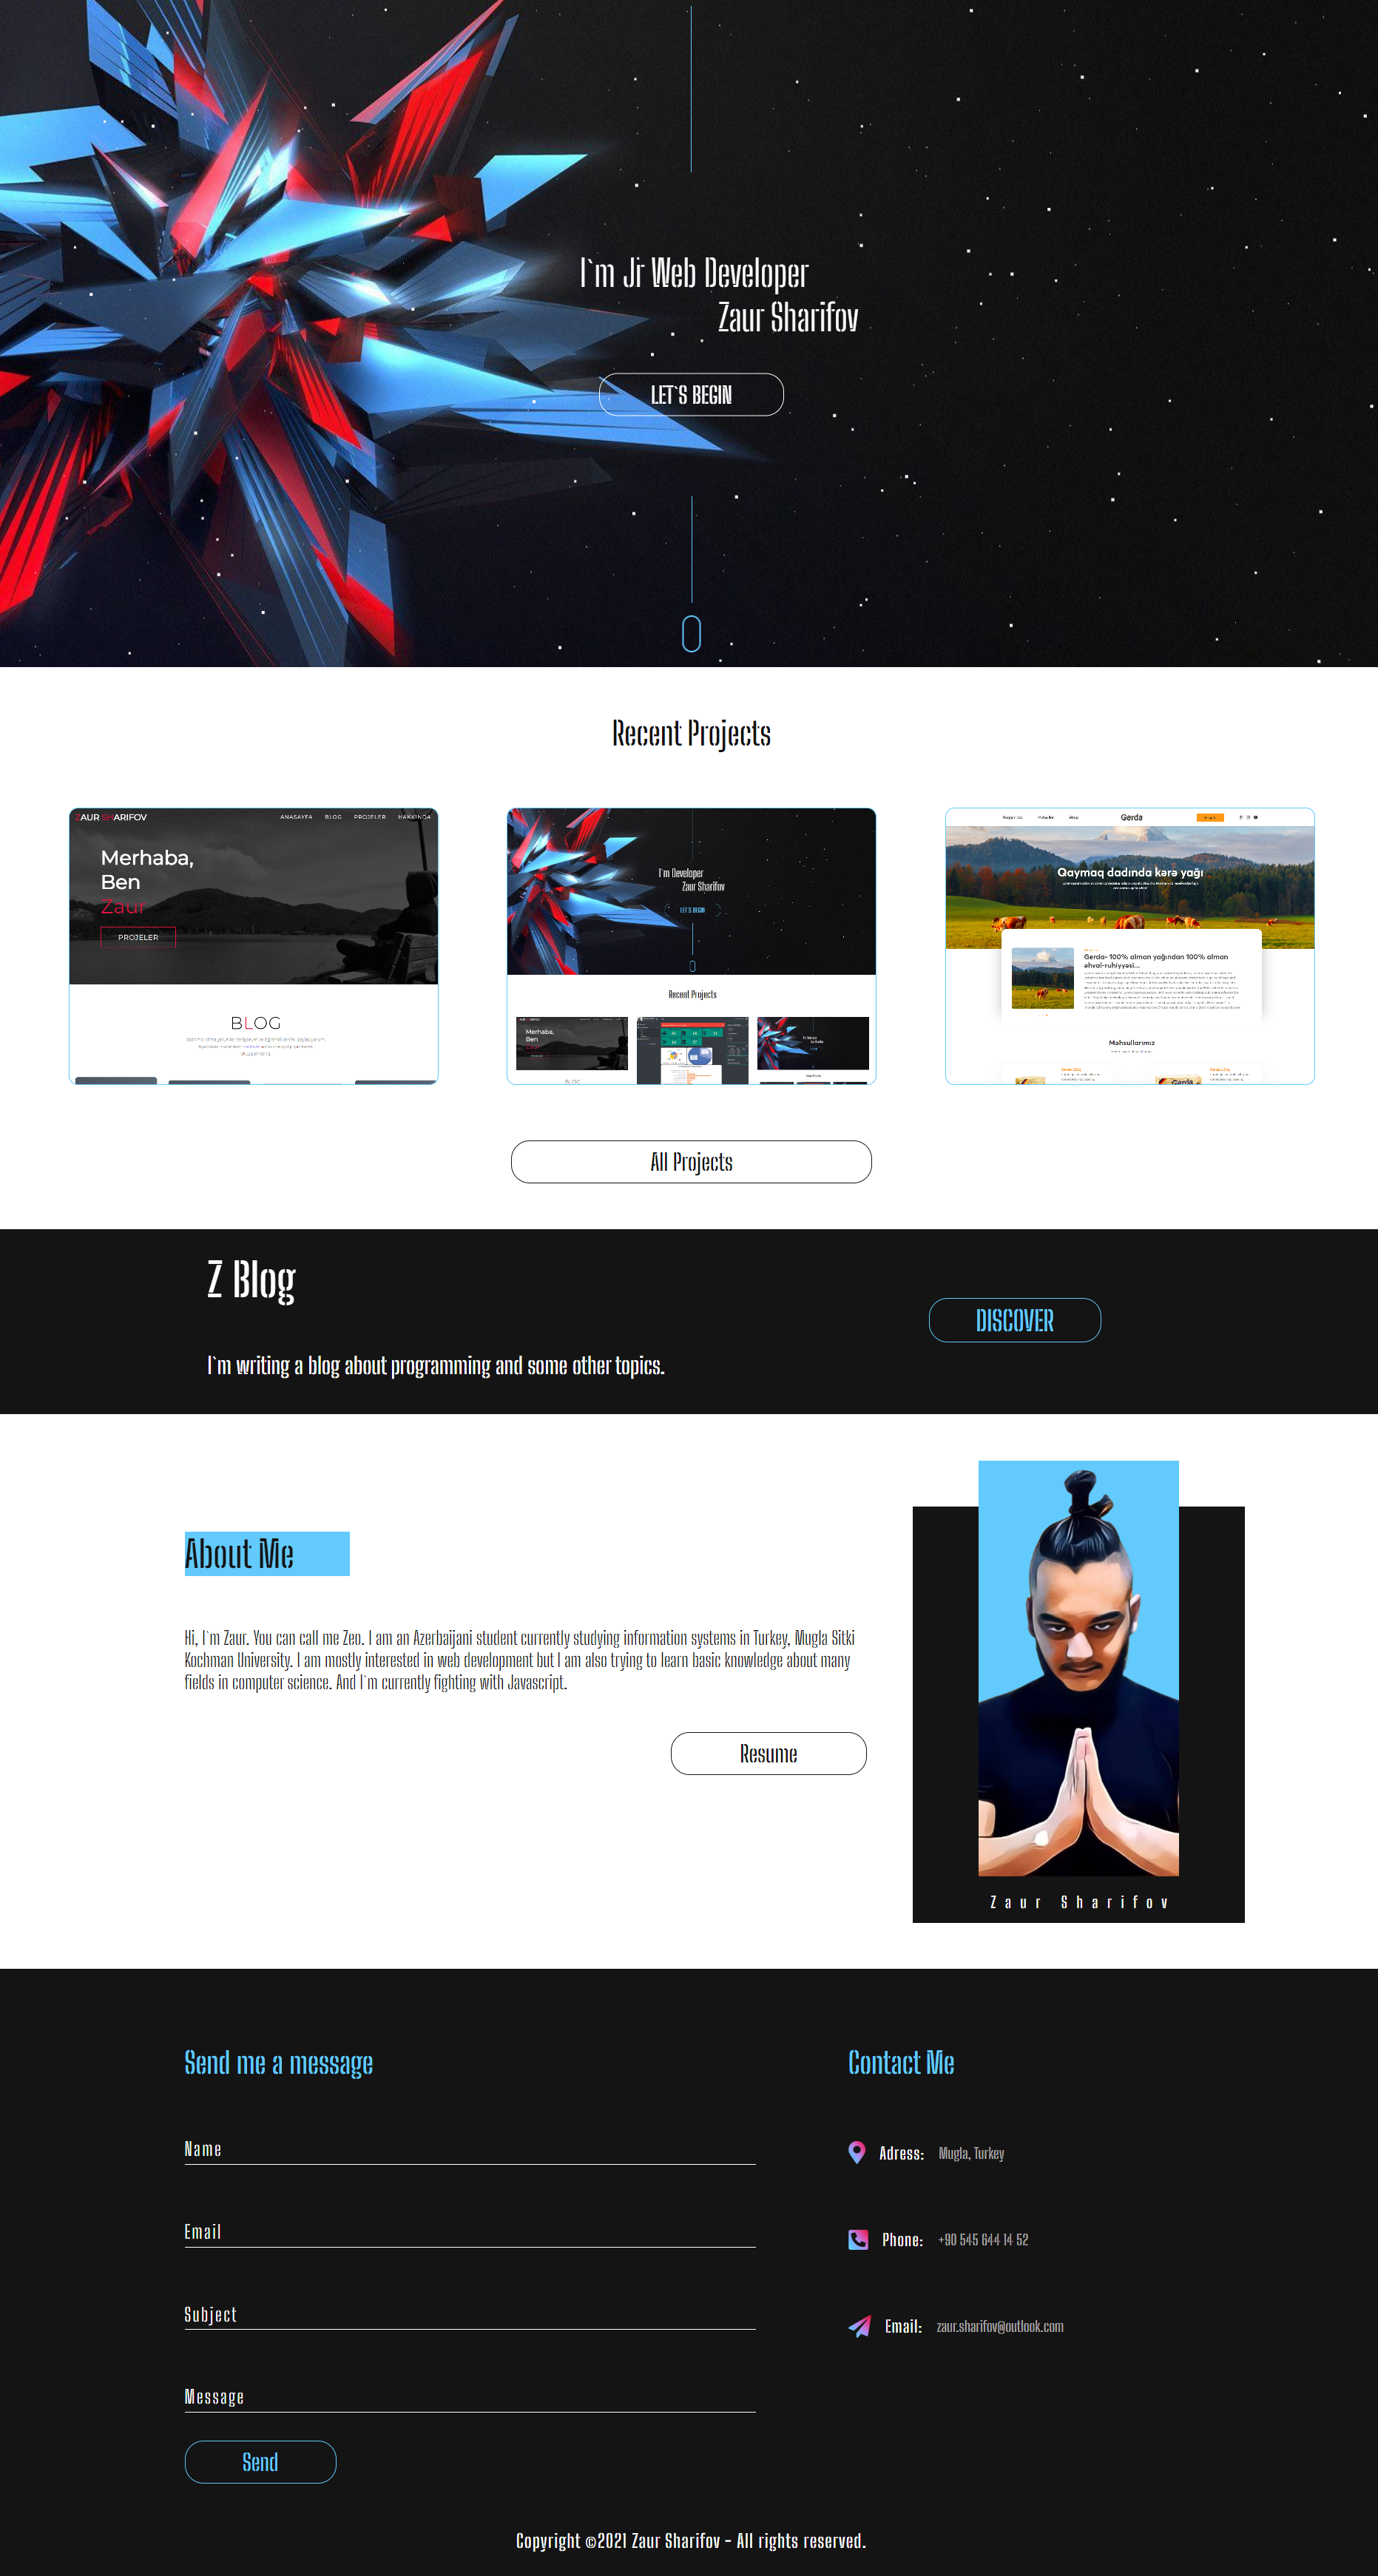 I`m Jr Web Developer
Zaur Sharifov
LET`S BEGIN
Recent Projects
ZAUR SHARIFOV
ANASAYFA BLOG PROJELER HAKKINDA
Merhaba,
Ben
Zaur
PROJELER
BLOG
I`m Developer
Zaur Sharifov
LET`S BEGIN
Recent Projects
Merhaba,
Ben
BLOG
Gerda
Qaymaq dadında kərə yağı
Gerda- 100% alman yağından 100% alman
əhval-ruhiyyəsi...
Məhsullarımız
All Projects
Z Blog
I`m writing a blog about programming and some other topics.
DISCOVER
About Me
Hi, I`m Zaur. You can call me Zeo. I am an Azerbaijani student currently studying information systems in Turkey, Mugla Sitki
Kochman University. I am mostly interested in web development but I am also trying to learn basic knowledge about many
fields in computer science. And I`m currently fighting with Javascript.
Resume
Zaur Sharifov
Send me a message
Name
Email
Subject
Message
Send
Contact Me
Adress: Mugla, Turkey
Phone: +90 545 644 14 52
Email: zaur.sharifov@outlook.com
Copyright ©2021 Zaur Sharifov - All rights reserved.